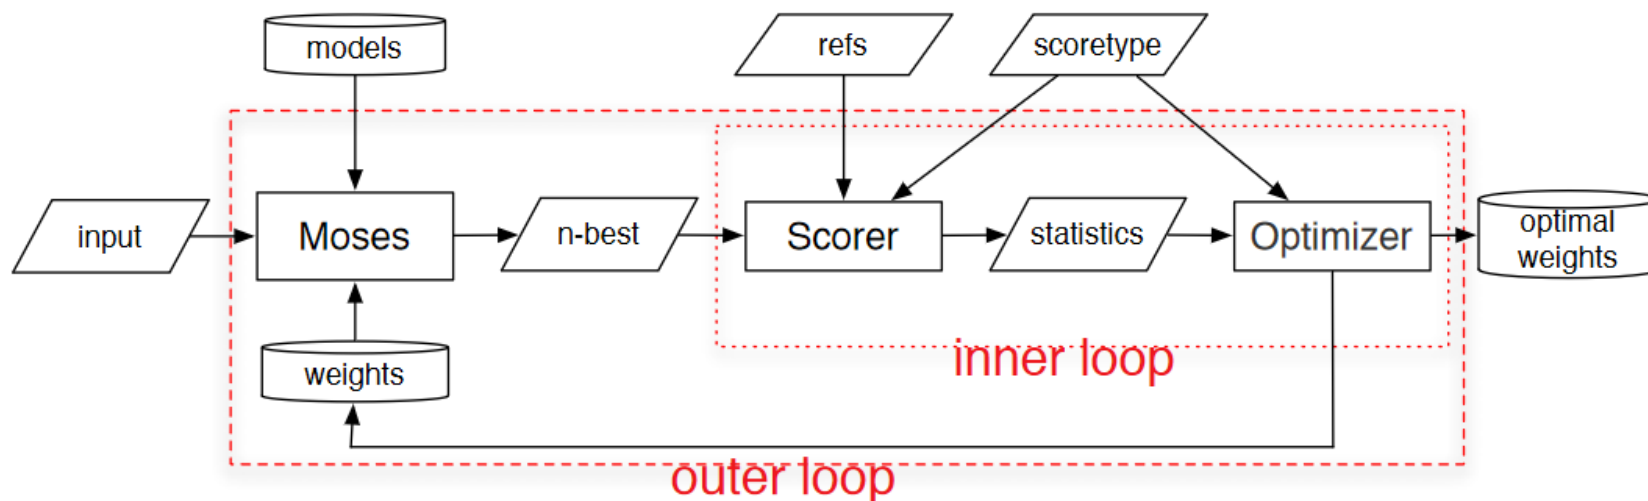 models
refs
scoretype
input
Moses
n-best
Scorer
statistics
Optimizer
optimal
weights
weights
inner loop
outer loop